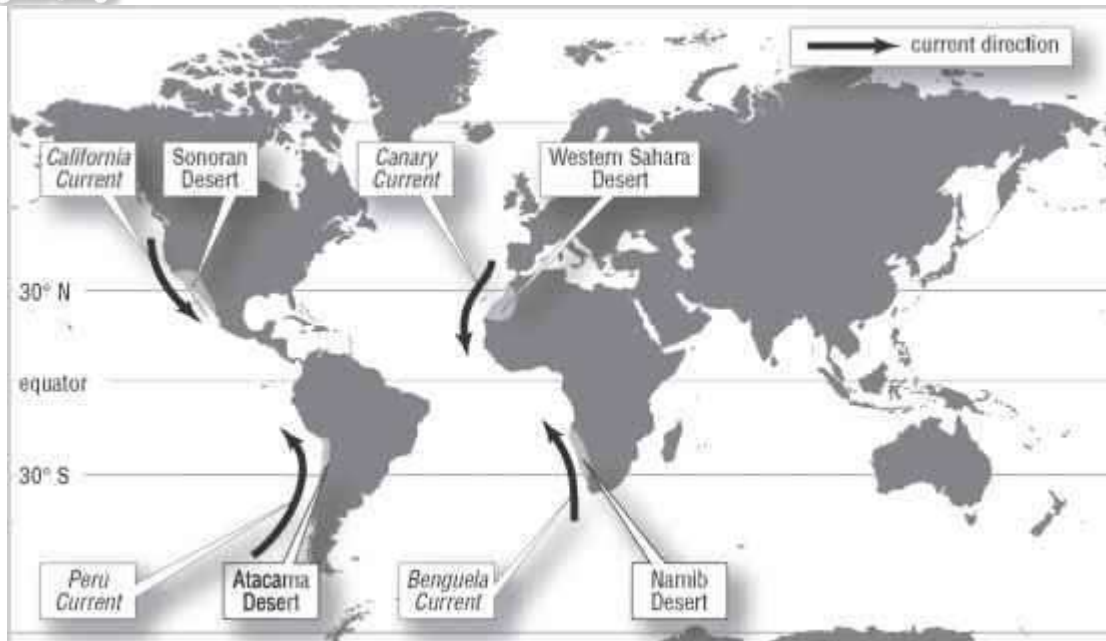 current direction
California
Current
Sonoran
Desert
Canary
Current
Western Sahara
Desert
30° N
equator
30° S
Peru
Current
Atacama
Desert
Benguela
Current
Namib
Desert